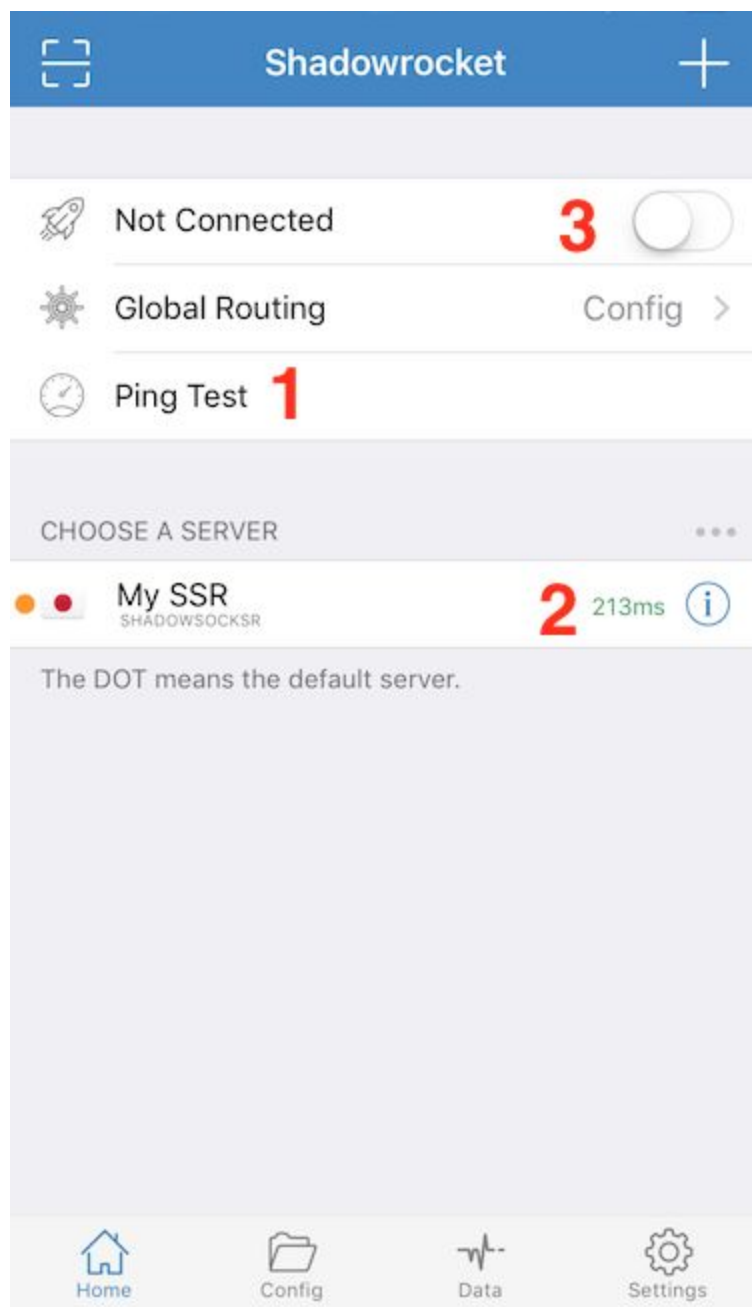 Shadowrocket
Not Connected 3
Global Routing Config
Ping Test 1
CHOOSE A SERVER
My SSR
SHADOWSOCKSR
2 213ms i
The DOT means the default server.
Home Config Data Settings